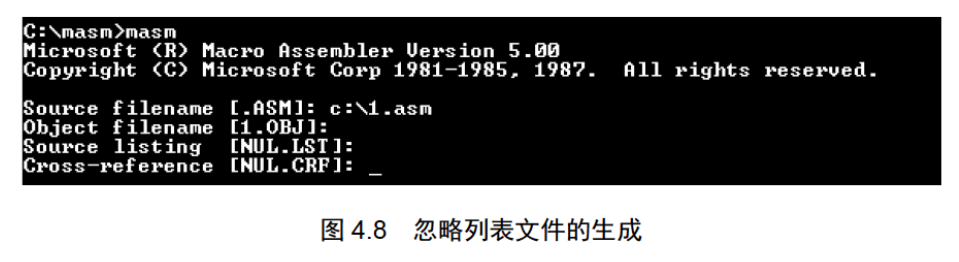 C:\masm>masm
Microsoft (R) Macro Assembler Version 5.00
Copyright (C) Microsoft Corp 1981-1985, 1987.  All rights reserved.
Source filename [.ASM]: c:\1.asm
Object filename [1.OBJ]:
Source listing  [NUL.LST]:
Cross-reference [NUL.CRF]: _
图 4.8 忽略列表文件的生成